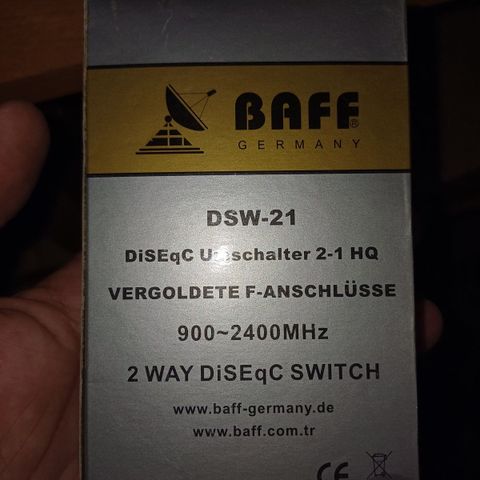 BAFF®
GERMANY
DSW-21
DiSEqC Umschalter 2-1 HQ
VERGOLDETE F-ANSCHLÜSSE
900~2400MHz
2 WAY DiSEqC SWITCH
www.baff-germany.de
www.baff.com.tr
CE